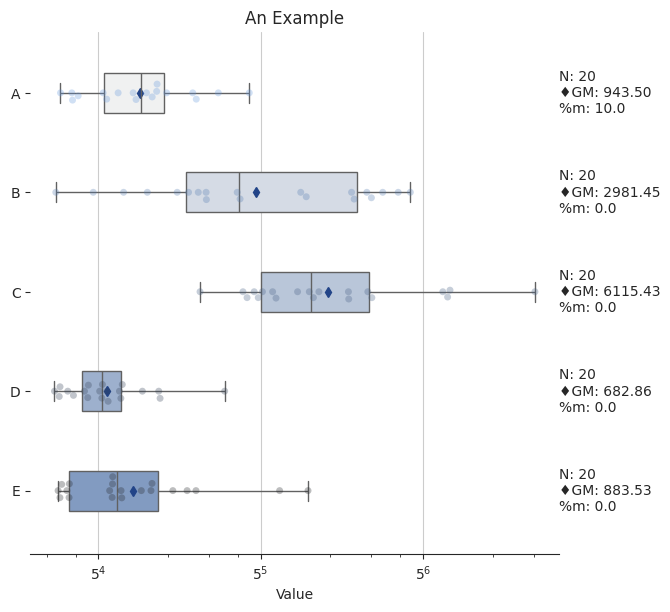 An Example
A
N: 20
♦GM: 943.50
%m: 10.0
B
N: 20
♦GM: 2981.45
%m: 0.0
C
N: 20
♦GM: 6115.43
%m: 0.0
D
N: 20
♦GM: 682.86
%m: 0.0
E
N: 20
♦GM: 883.53
%m: 0.0
5⁴ 5⁵ 5⁶
Value